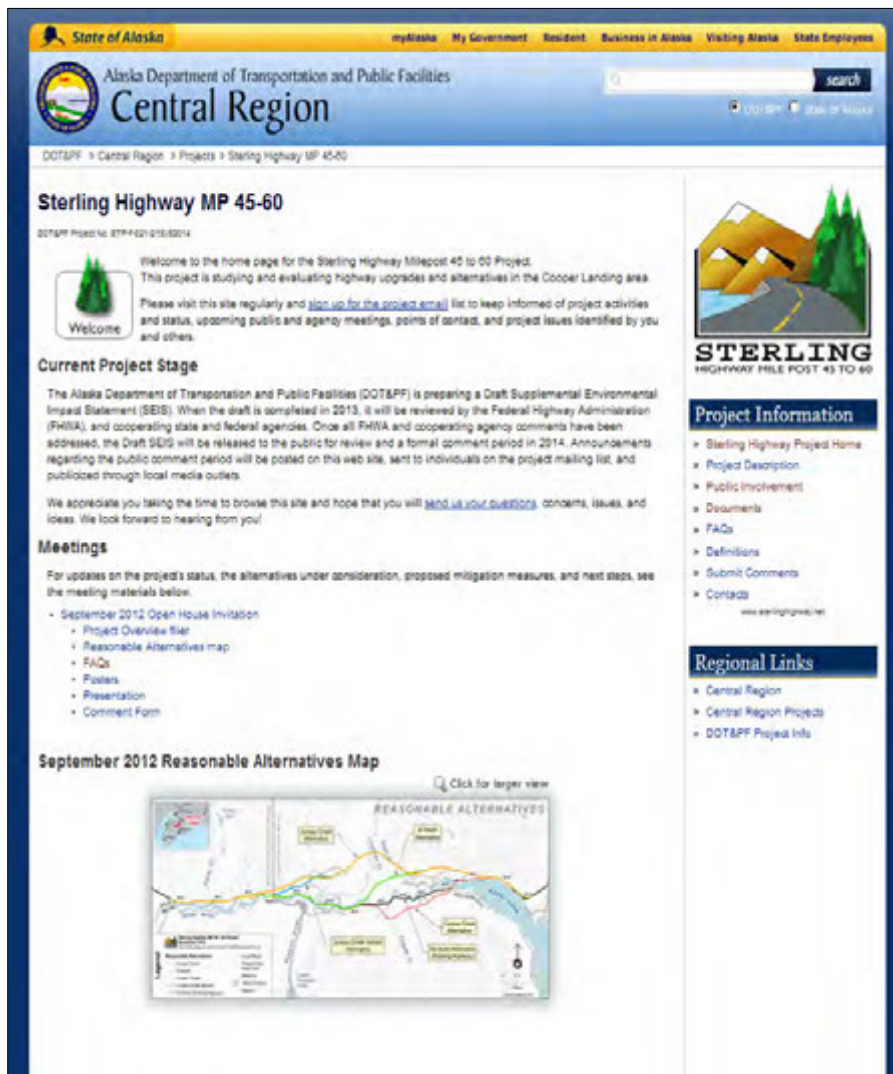 State of Alaska
myAlaska My Government Resident Business in Alaska Visiting Alaska State Employees
Alaska Department of Transportation and Public Facilities
Central Region
search
DOT&PF State of Alaska
DOT&PF > Central Region > Projects > Sterling Highway MP 45-60
Sterling Highway MP 45-60
DOT&PF Project No.
Welcome to the home page for the Sterling Highway Milepost 45 to 60 Project.
This project is studying and evaluating highway upgrades and alternatives in the Cooper Landing area.
Please visit this site regularly and sign up for the project email list to keep informed of project activities
and status, upcoming public and agency meetings, points of contact, and project issues identified by you
and others.
Welcome
Current Project Stage
The Alaska Department of Transportation and Public Facilities (DOT&PF) is preparing a Draft Supplemental Environmental
Impact Statement (SEIS). When the draft is completed in 2013, it will be reviewed by the Federal Highway Administration
(FHWA), and cooperating state and federal agencies. Once all FHWA and cooperating agency comments have been
addressed, the Draft SEIS will be released to the public for review and a formal comment period in 2014. Announcements
regarding the public comment period will be posted on this web site, sent to individuals on the project mailing list, and
publicized through local media outlets.
We appreciate you taking the time to browse this site and hope that you will send us your questions, concerns, issues, and
ideas. We look forward to hearing from you!
Meetings
For updates on the project's status, the alternatives under consideration, proposed mitigation measures, and next steps, see
the meeting materials below.
September 2012 Open House Invitation
Project Overview flier
Reasonable Alternatives map
FAQs
Posters
Presentation
Comment Form
September 2012 Reasonable Alternatives Map
Click for larger view
REASONABLE ALTERNATIVES
Legend
STERLING
HIGHWAY MILE POST 45 TO 60
Project Information
» Sterling Highway Project Home
» Project Description
» Public Involvement
» Documents
» FAQs
» Definitions
» Submit Comments
» Contacts
www.sterlinghighway.net
Regional Links
» Central Region
» Central Region Projects
» DOT&PF Project Info